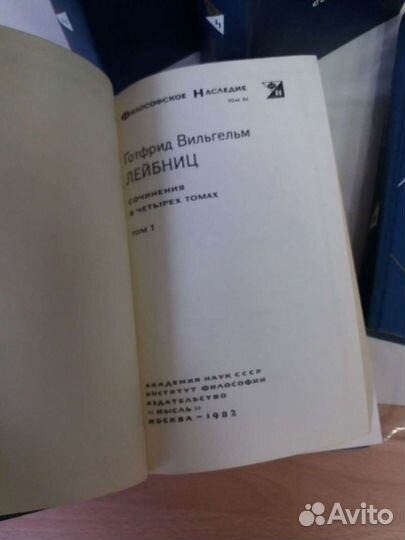 Философское Наследие
ТОМ 84
Ф
Н
Готфрид Вильгельм
ЛЕЙБНИЦ
СОЧИНЕНИЯ
В ЧЕТЫРЕХ ТОМАХ
ТОМ 1
АКАДЕМИЯ НАУК СССР
ИНСТИТУТ ФИЛОСОФИИ
ИЗДАТЕЛЬСТВО
«МЫСЛЬ»
МОСКВА – 1982
Avito